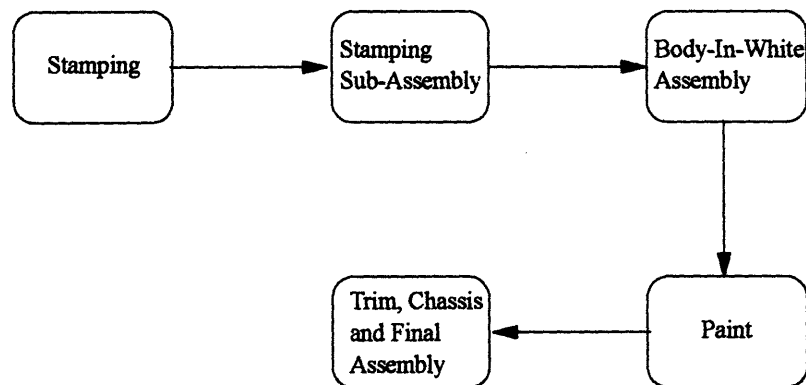 Stamping
Stamping
Sub-Assembly
Body-In-White
Assembly
Trim, Chassis
and Final
Assembly
Paint